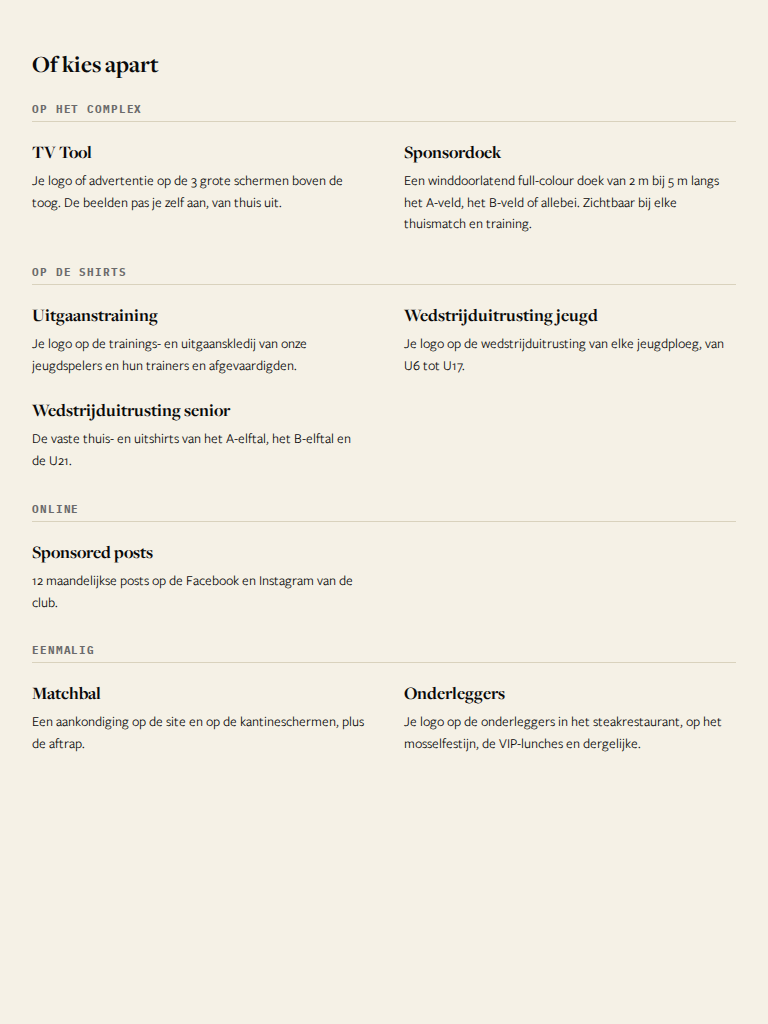 Of kies apart
OP HET COMPLEX
TV Tool
Je logo of advertentie op de 3 grote schermen boven de
toog. De beelden pas je zelf aan, van thuis uit.
Sponsordoek
Een winddoorlatend full-colour doek van 2 m bij 5 m langs
het A-veld, het B-veld of allebei. Zichtbaar bij elke
thuismatch en training.
OP DE SHIRTS
Uitgaanstraining
Je logo op de trainings- en uitgaanskledij van onze
jeugdspelers en hun trainers en afgevaardigden.
Wedstrijduitrusting jeugd
Je logo op de wedstrijduitrusting van elke jeugdploeg, van
U6 tot U17.
Wedstrijduitrusting senior
De vaste thuis- en uitshirts van het A-elftal, het B-elftal en
de U21.
ONLINE
Sponsored posts
12 maandelijkse posts op de Facebook en Instagram van de
club.
EENMALIG
Matchbal
Een aankondiging op de site en op de kantineschermen, plus
de aftrap.
Onderleggers
Je logo op de onderleggers in het steakrestaurant, op het
mosselfestijn, de VIP-lunches en dergelijke.